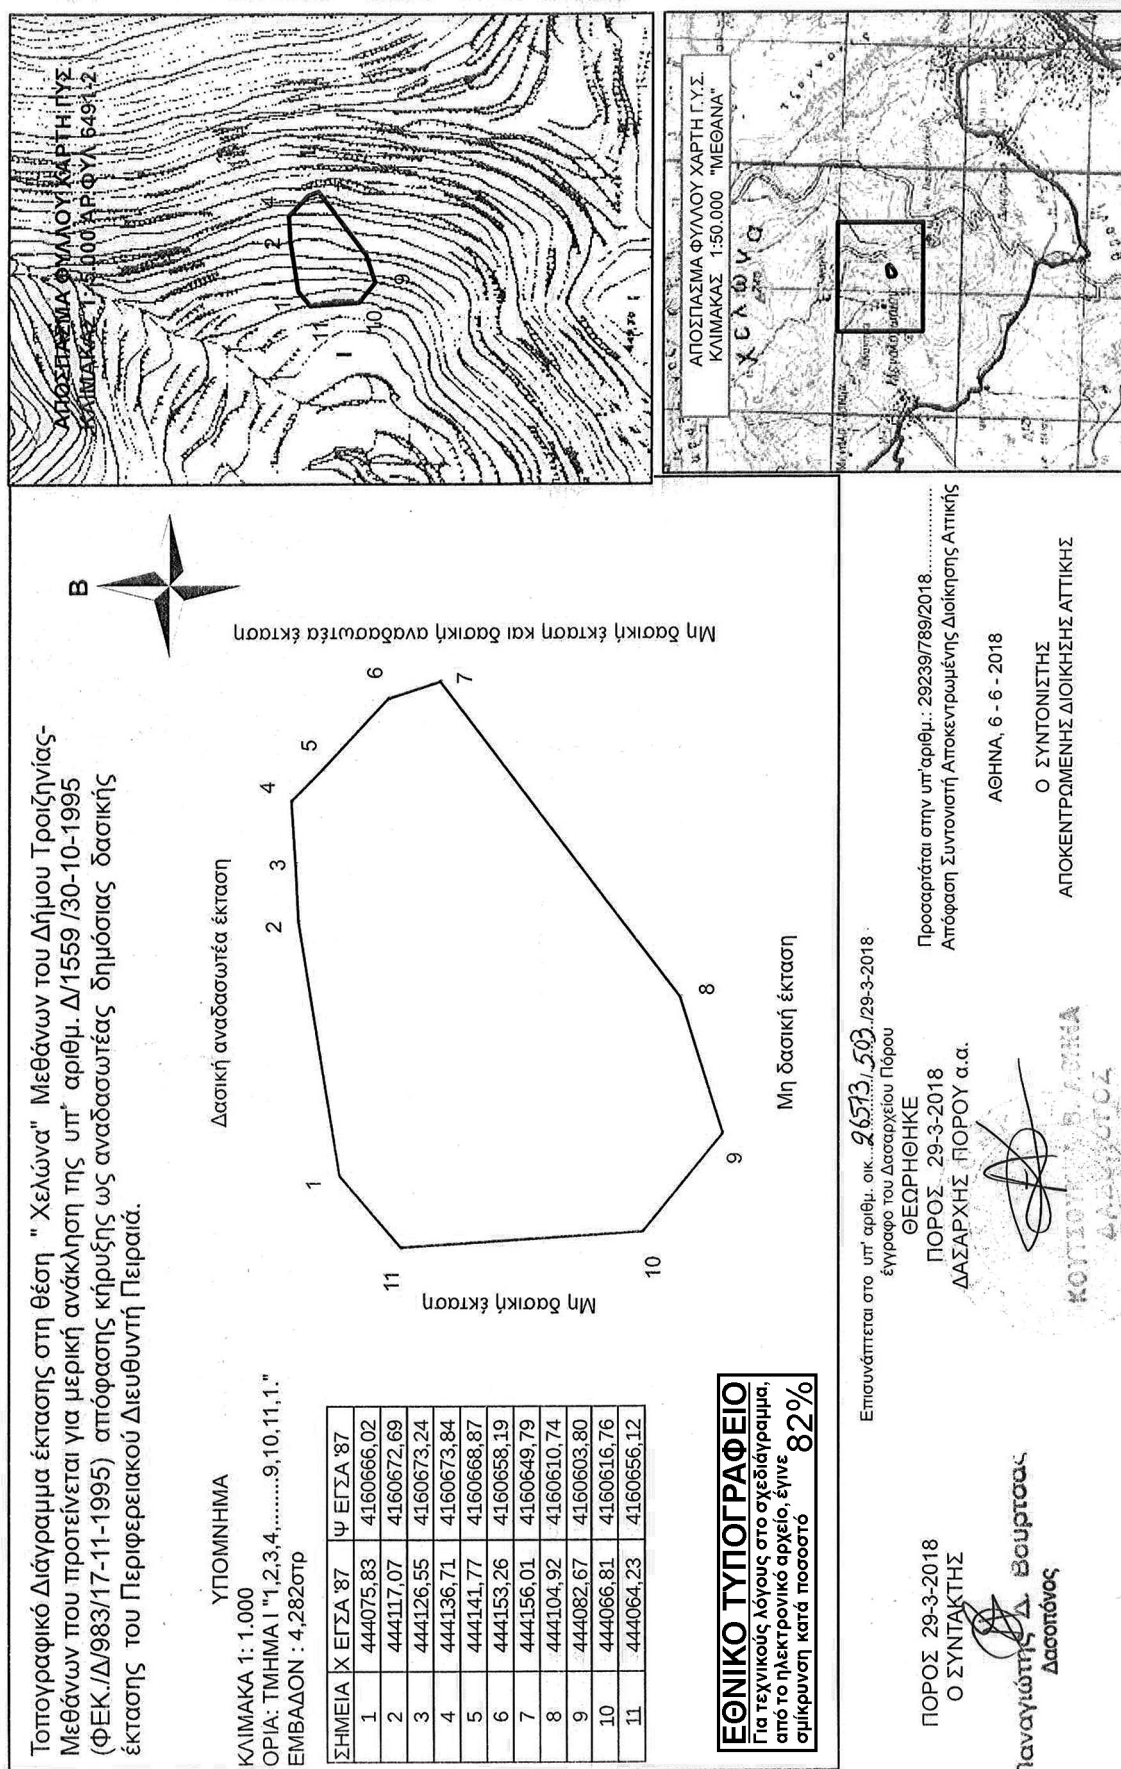 Τοπογραφικό Διάγραμμα έκτασης στη θέση " Χελώνα" Μεθάνων του Δήμου Τροιζηνίας-
Μεθάνων που προτείνεται για μερική ανάκληση της υπ' αριθμ. Δ/1559 /30-10-1995
(ΦΕΚ./Δ/983/17-11-1995) απόφασης κήρυξης ως αναδασωτέας δημόσιας δασικής
έκτασης του Περιφερειακού Διευθυντή Πειραιά.
ΥΠΟΜΝΗΜΑ
ΚΛΙΜΑΚΑ 1: 1.000
ΟΡΙΑ: ΤΜΗΜΑ Ι "1,2,3,4,.........9,10,11,1."
ΕΜΒΑΔΟΝ : 4,282στρ
ΣΗΜΕΙΑ Χ ΕΓΣΑ '87 Ψ ΕΓΣΑ '87
1 444075,83 4160666,02
2 444117,07 4160672,69
3 444126,55 4160673,24
4 444136,71 4160673,84
5 444141,77 4160668,87
6 444153,26 4160658,19
7 444156,01 4160649,79
8 444104,92 4160610,74
9 444082,67 4160603,80
10 444066,81 4160616,76
11 444064,23 4160656,12
ΕΘΝΙΚΟ ΤΥΠΟΓΡΑΦΕΙΟ
Για τεχνικούς λόγους στο σχεδιάγραμμα,
από το ηλεκτρονικό αρχείο, έγινε
σμίκρυνση κατά ποσοστό 82%
Β
Δασική αναδασωτέα έκταση
Μη δασική έκταση και δασική αναδασωτέα έκταση
Μη δασική έκταση
Μη δασική έκταση
1
2
3
4
5
6
7
8
9
10
11
ΑΠΟΣΠΑΣΜΑ ΦΥΛΛΟΥ ΧΑΡΤΗ ΓΥΣ
ΚΛΙΜΑΚΑΣ 1: 5.000 ΑΡ.ΦΥΛ 6491,2
1
2
4
9
10
11
Ι
ΑΠΟΣΠΑΣΜΑ ΦΥΛΛΟΥ ΧΑΡΤΗ Γ.Υ.Σ.
ΚΛΙΜΑΚΑΣ 1:50.000 "ΜΕΘΑΝΑ"
χελωνα
ΠΟΡΟΣ 29-3-2018
Ο ΣΥΝΤΑΚΤΗΣ
Παναγιώτης Δ. Βουρτσας
Δασοπόνος
Επισυνάπτεται στο υπ' αριθμ. οικ. 26513/503/29-3-2018
έγγραφο του Δασαρχείου Πόρου
ΘΕΩΡΗΘΗΚΕ
ΠΟΡΟΣ 29-3-2018
ΔΑΣΑΡΧΗΣ ΠΟΡΟΥ α.α.
Προσαρτάται στην υπ'αριθμ.: 29239/789/2018....................
Απόφαση Συντονιστή Αποκεντρωμένης Διοίκησης Αττικής
ΑΘΗΝΑ, 6 - 6 - 2018
Ο ΣΥΝΤΟΝΙΣΤΗΣ
ΑΠΟΚΕΝΤΡΩΜΕΝΗΣ ΔΙΟΙΚΗΣΗΣ ΑΤΤΙΚΗΣ